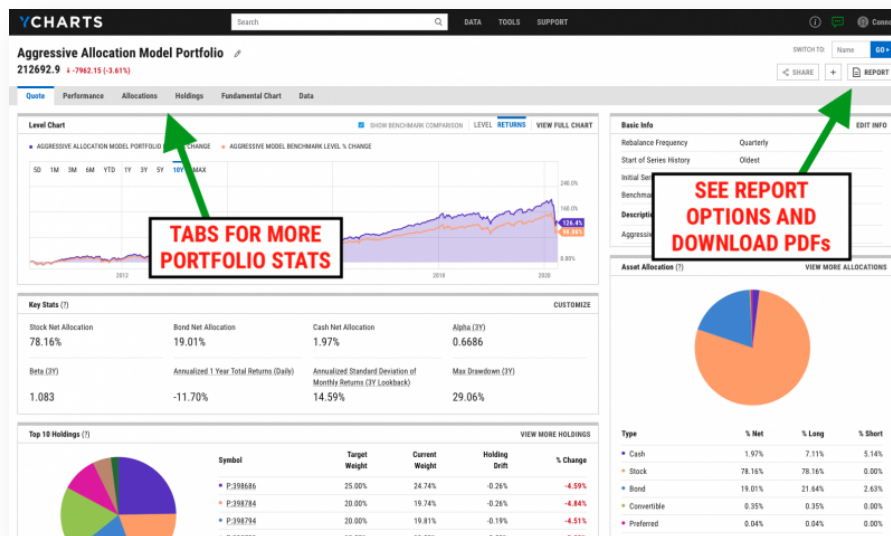 YCHARTS
Search
DATA TOOLS SUPPORT
Aggressive Allocation Model Portfolio
212692.9 -7962.15 (-3.61%)
SWITCH TO: Name GO
SHARE + REPORT
Quote Performance Allocations Holdings Fundamental Chart Data
Level Chart
SHOW BENCHMARK COMPARISON LEVEL RETURNS VIEW FULL CHART
AGGRESSIVE ALLOCATION MODEL PORTFOLIO CHANGE AGGRESSIVE MODEL BENCHMARK LEVEL % CHANGE
5D 1M 3M 6M YTD 1Y 3Y 5Y 10Y MAX
240.0%
160.0%
126.4%
0.00%
2012 2018 2020
TABS FOR MORE
PORTFOLIO STATS
Basic Info EDIT INFO
Rebalance Frequency Quarterly
Start of Series History Oldest
Initial
SEE REPORT
OPTIONS AND
DOWNLOAD PDFs
Key Stats (?) CUSTOMIZE
Stock Net Allocation Bond Net Allocation Cash Net Allocation Alpha (3Y)
78.16% 19.01% 1.97% 0.6686
Beta (3Y) Annualized 1 Year Total Returns (Daily) Annualized Standard Deviation of Max Drawdown (3Y)
Monthly Returns (3Y Lookback)
1.083 -11.70% 14.59% 29.06%
Asset Allocation (?) VIEW MORE ALLOCATIONS
Type % Net % Long % Short
Cash 1.97% 7.11% 5.14%
Stock 78.16% 78.16% 0.00%
Bond 19.01% 21.64% 2.63%
Convertible 0.35% 0.35% 0.00%
Preferred 0.04% 0.04% 0.00%
Top 10 Holdings (?) VIEW MORE HOLDINGS
Symbol Target Weight Current Weight Holding Drift % Change
P:398686 25.00% 24.74% -0.26% -4.59%
P:398784 20.00% 19.74% -0.26% -4.84%
P:398794 20.00% 19.81% -0.19% -4.51%